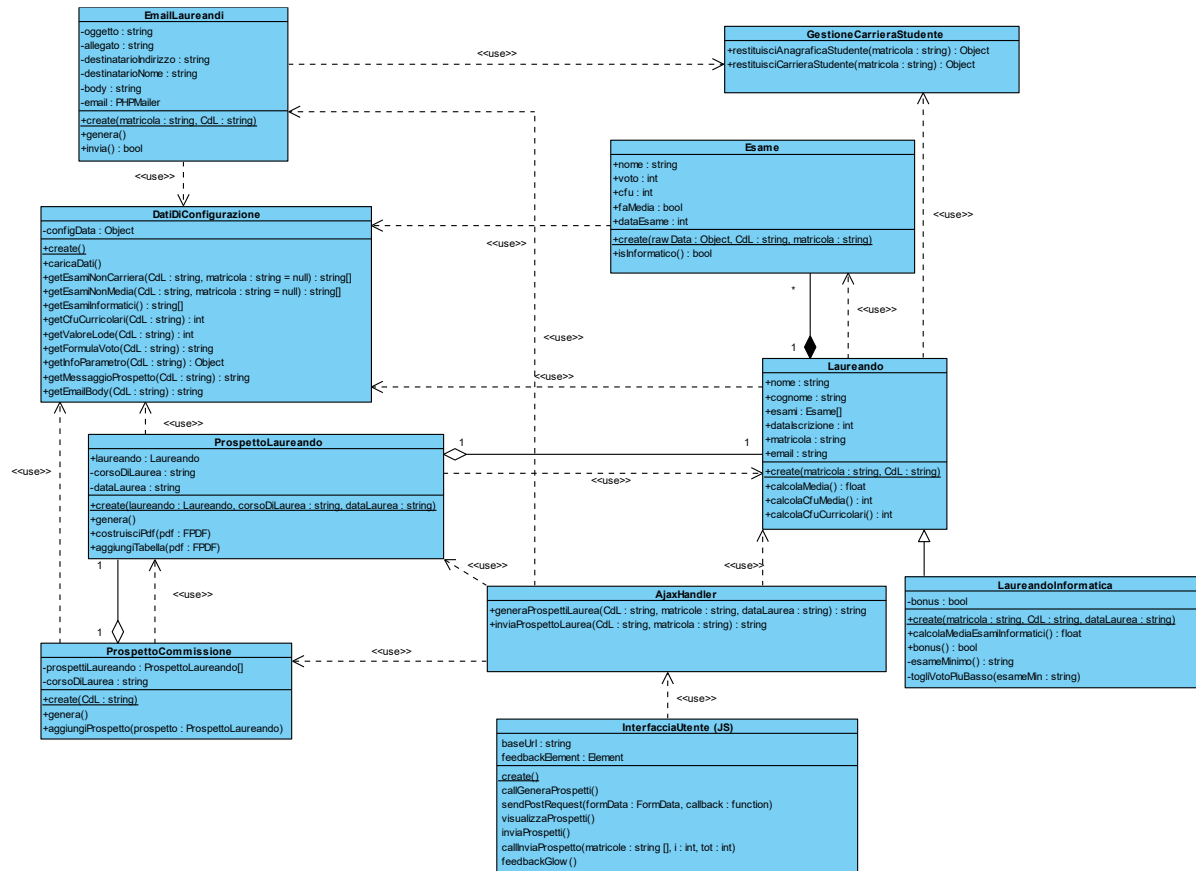 EmailLaureandi
-oggetto : string
-allegato : string
-destinatarioIndirizzo : string
-destinatarioNome : string
-body : string
-email : PHPMailer
+create(matricola : string, CdL : string)
+genera()
+invia() : bool
<<use>>
GestioneCarrieraStudente
+restituisciAnagraficaStudente(matricola : string) : Object
+restituisciCarrieraStudente(matricola : string) : Object
<<use>>
Esame
+nome : string
+voto : int
+cfu : int
+faMedia : bool
+dataEsame : int
+create(rawData : Object, CdL : string, matricola : string)
+isInformatico() : bool
<<use>>
<<use>>
<<use>>
DatiDiConfigurazione
-configData : Object
+create()
+caricaDati()
+getEsamiNonCarriera(CdL : string, matricola : string = null) : string[]
+getEsamiNonMedia(CdL : string, matricola : string = null) : string[]
+getEsamiInformatici() : string[]
+getCfuCurricolari(CdL : string) : int
+getValoreLode(CdL : string) : int
+getFormulaVoto(CdL : string) : string
+getInfoParametro(CdL : string) : Object
+getMessaggioProspetto(CdL : string) : string
+getEmailBody(CdL : string) : string
*
1
<<use>>
<<use>>
Laureando
+nome : string
+cognome : string
+esami : Esame[]
+dataIscrizione : int
+matricola : string
+email : string
+create(matricola : string, CdL : string)
+calcolaMedia() : float
+calcolaCfuMedia() : int
+calcolaCfuCurricolari() : int
<<use>>
<<use>>
ProspettoLaureando
+laureando : Laureando
-corsoDiLaurea : string
-dataLaurea : string
+create(laureando : Laureando, corsoDiLaurea : string, dataLaurea : string)
+genera()
+costruisciPdf(pdf : FPDF)
+aggiungiTabella(pdf : FPDF)
1
1
<<use>>
<<use>>
<<use>>
1
1
<<use>>
ProspettoCommissione
-prospettiLaureando : ProspettoLaureando[]
-corsoDiLaurea : string
+create(CdL : string)
+genera()
+aggiungiProspetto(prospetto : ProspettoLaureando)
<<use>>
AjaxHandler
+generaProspettiLaurea(CdL : string, matricole : string, dataLaurea : string) : string
+inviaProspettoLaurea(CdL : string, matricola : string) : string
LaureandoInformatica
-bonus : bool
+create(matricola : string, CdL : string, dataLaurea : string)
+calcolaMediaEsamiInformatici() : float
+bonus() : bool
-esameMinimo() : string
-togliVotoPiuBasso(esameMin : string)
<<use>>
InterfacciaUtente (JS)
baseUrl : string
feedbackElement : Element
create()
callGeneraProspetti()
sendPostRequest(formData : FormData, callback : function)
visualizzaProspetti()
inviaProspetti()
callInviaProspetto(matricole : string [], i : int, tot : int)
feedbackGlow()